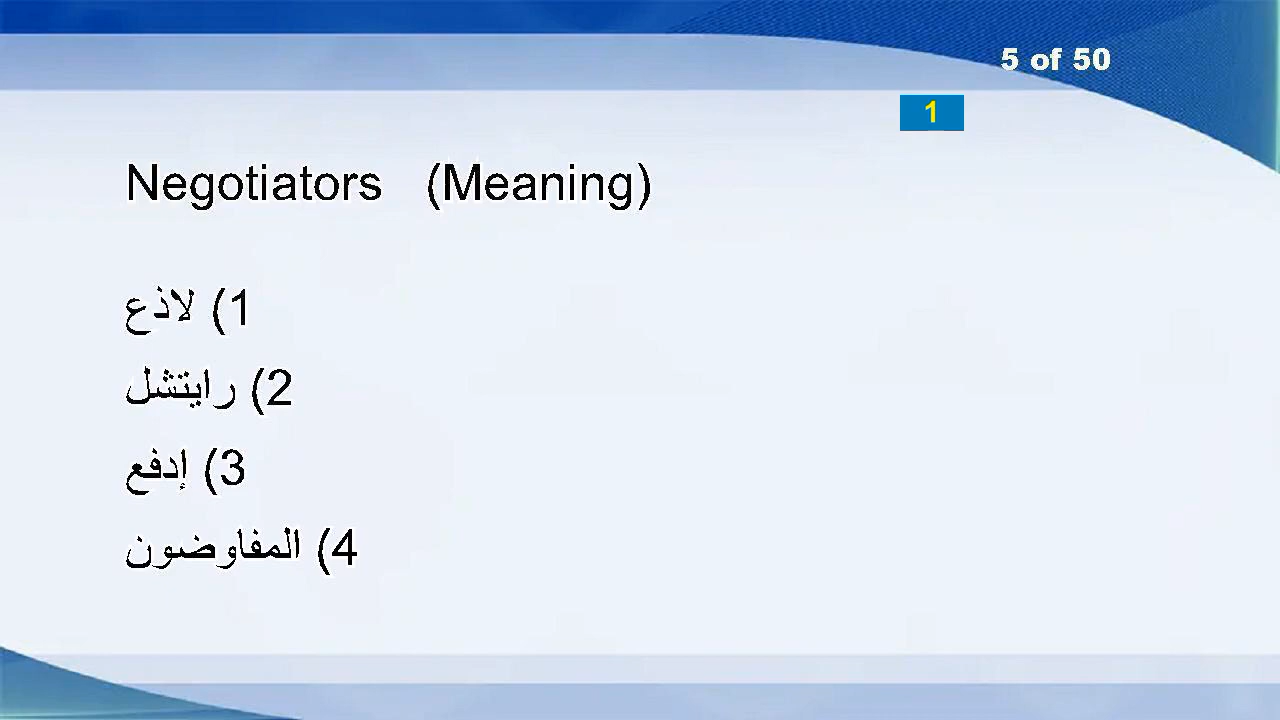 5 of 50
1
Negotiators (Meaning)
1) لاذع
2) رايتشل
3) إدفع
4) المفاوضون